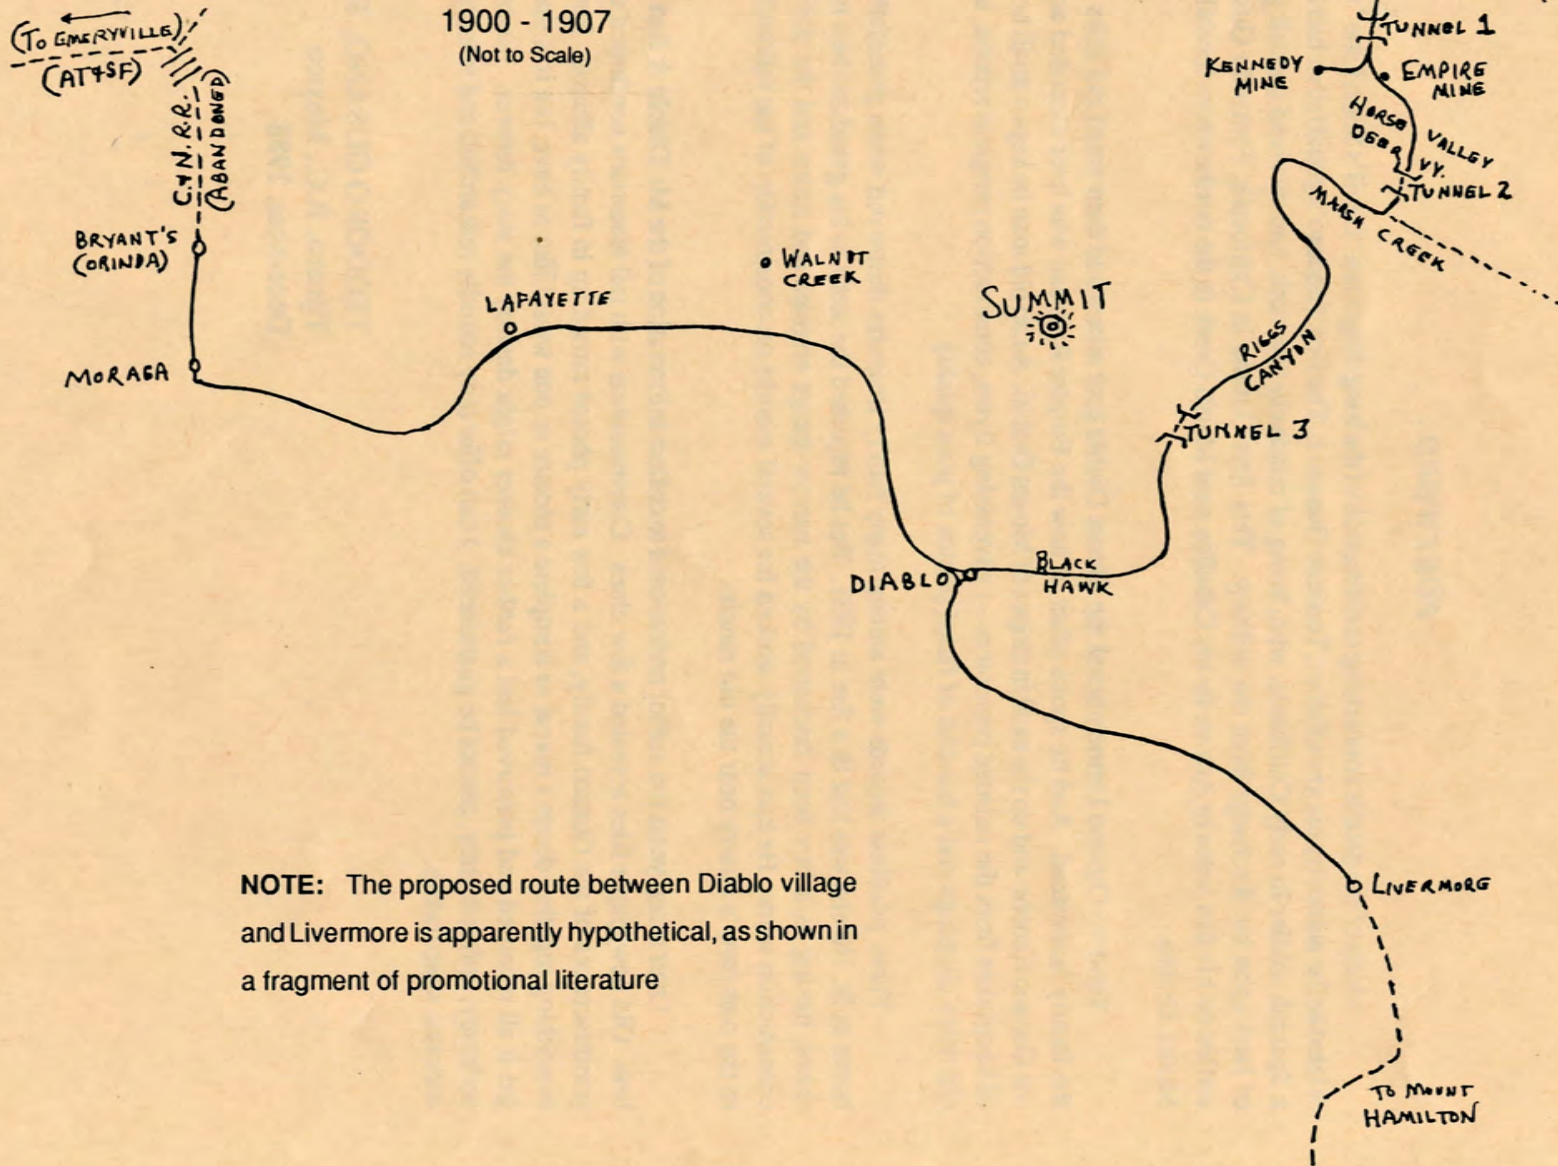 1900 - 1907
(Not to Scale)
(TO EMERYVILLE)
(AT&SF)
C.&N.R.R.
(ABANDONED)
BRYANT'S
(ORINDA)
MORAGA
LAFAYETTE
WALNUT
CREEK
SUMMIT
TUNNEL 1
KENNEDY
MINE
EMPIRE
MINE
HORSE VALLEY
DEER VY.
TUNNEL 2
MARSH CREEK
RIGGS
CANYON
TUNNEL 3
DIABLO
BLACK
HAWK
NOTE: The proposed route between Diablo village
and Livermore is apparently hypothetical, as shown in
a fragment of promotional literature
LIVERMORE
TO MOUNT
HAMILTON